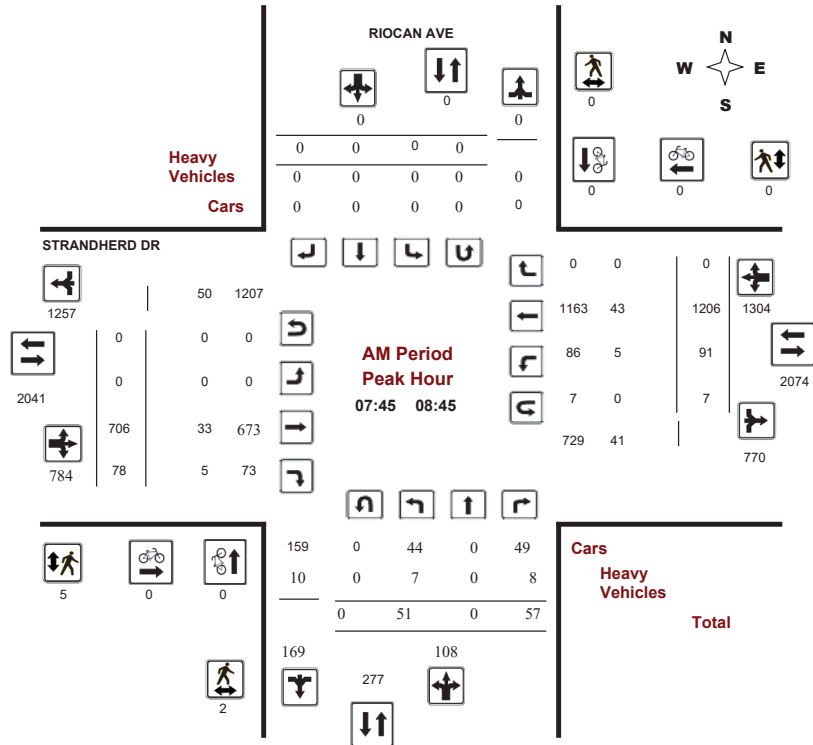 RIOCAN AVE
N
W E
S
0
0
0 0
0 0 0 0
Heavy
Vehicles
0 0 0 0 0
Cars
0 0 0 0 0
0 0 0
STRANDHERD DR
1257
50 1207
0 0 0
1304
1163 43 1206
0 0 0
2041
0 0 0
AM Period
Peak Hour
07:45 08:45
86 5 91
2074
7 0 7
706 33 673
784
729 41
770
78 5 73
159 0 44 0 49
Cars
10 0 7 0 8
Heavy
Vehicles
0 51 0 57
Total
5 0 0
169 108
277
2